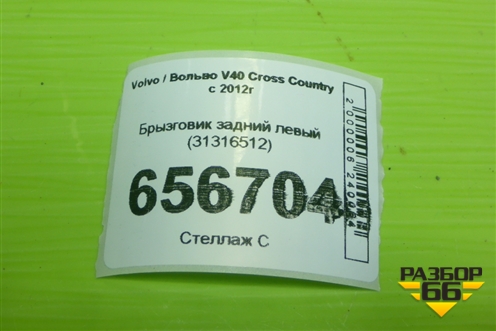 Volvo / Вольво V40 Cross Country
с 2012г
Брызговик задний левый
(31316512)
656704
Стеллаж С
РАЗБОР
66